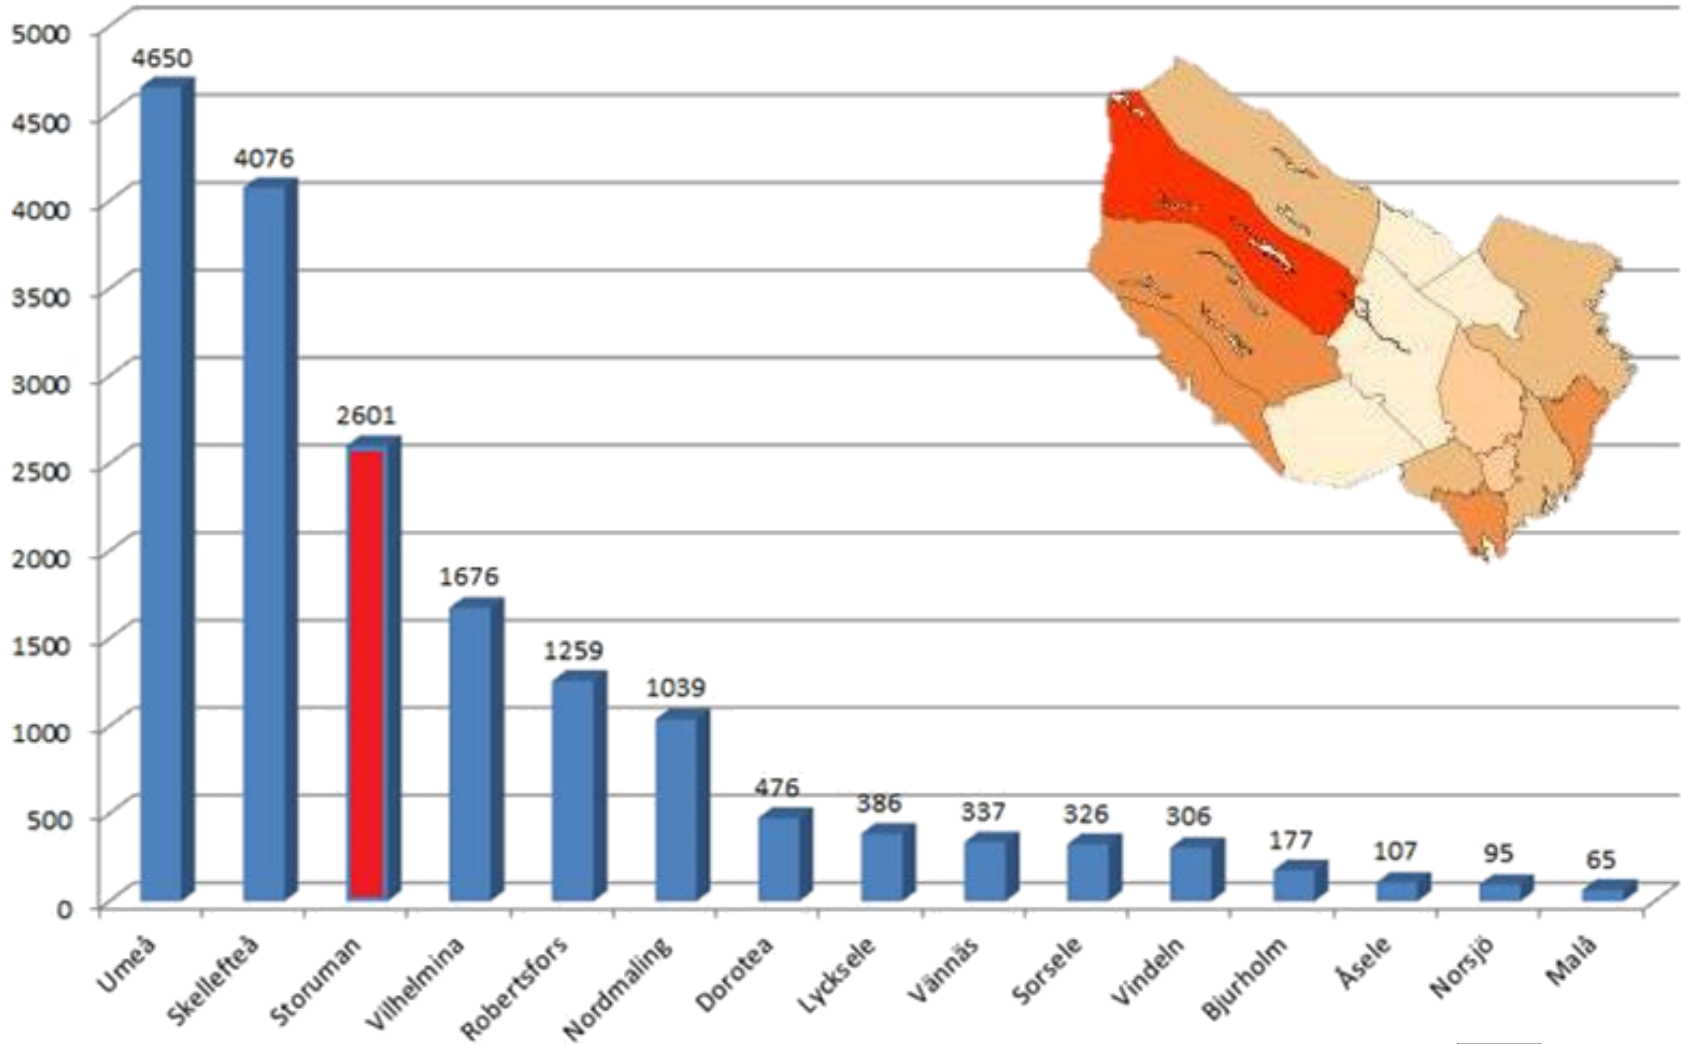 5000
4500
4000
3500
3000
2500
2000
1500
1000
500
0
4650
4076
2601
1676
1259
1039
476
386
337
326
306
177
107
95
65
Umeå
Skellefteå
Storuman
Vilhelmina
Robertsfors
Nordmaling
Dorotea
Lycksele
Vännäs
Sorsele
Vindeln
Bjurholm
Åsele
Norsjö
Malå